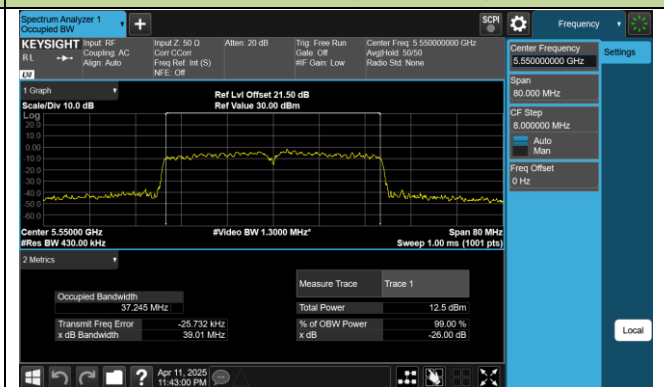 Spectrum Analyzer 1
Occupied BW
SCPI
Frequency
KEYSIGHT
RL
Input: RF
Coupling: AC
Align: Auto
Input Z: 50 Ω
Corr CCorr
Freq Ref: Int (S)
NFE: Off
Atten: 20 dB
Trig: Free Run
Gate: Off
#IF Gain: Low
Center Freq: 5.550000000 GHz
Avg|Hold: 50/50
Radio Std: None
LXI
1 Graph
Scale/Div 10.0 dB
Ref Lvl Offset 21.50 dB
Ref Value 30.00 dBm
Log
20.0
10.0
0.00
-10.0
-20.0
-30.0
-40.0
-50.0
-60.0
Center 5.55000 GHz
#Res BW 430.00 kHz
#Video BW 1.3000 MHz*
Span 80 MHz
Sweep 1.00 ms (1001 pts)
2 Metrics
Measure Trace Trace 1
Occupied Bandwidth
37.245 MHz
Total Power 12.5 dBm
Transmit Freq Error -25.732 kHz
% of OBW Power 99.00 %
x dB Bandwidth 39.01 MHz
x dB -26.00 dB
Apr 11, 2025
11:43:00 PM
Center Frequency
5.550000000 GHz
Settings
Span
80.000 MHz
CF Step
8.000000 MHz
Auto
Man
Freq Offset
0 Hz
Local